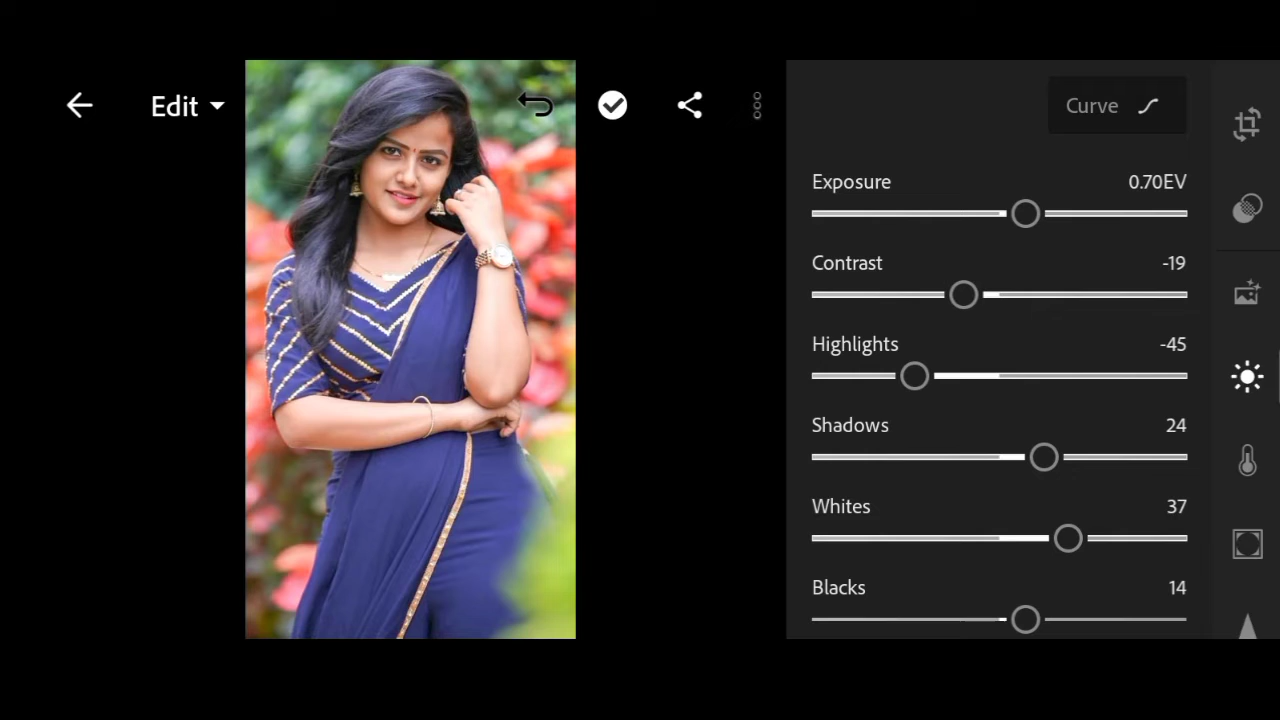 Edit
Curve
Exposure 0.70EV
Contrast -19
Highlights -45
Shadows 24
Whites 37
Blacks 14